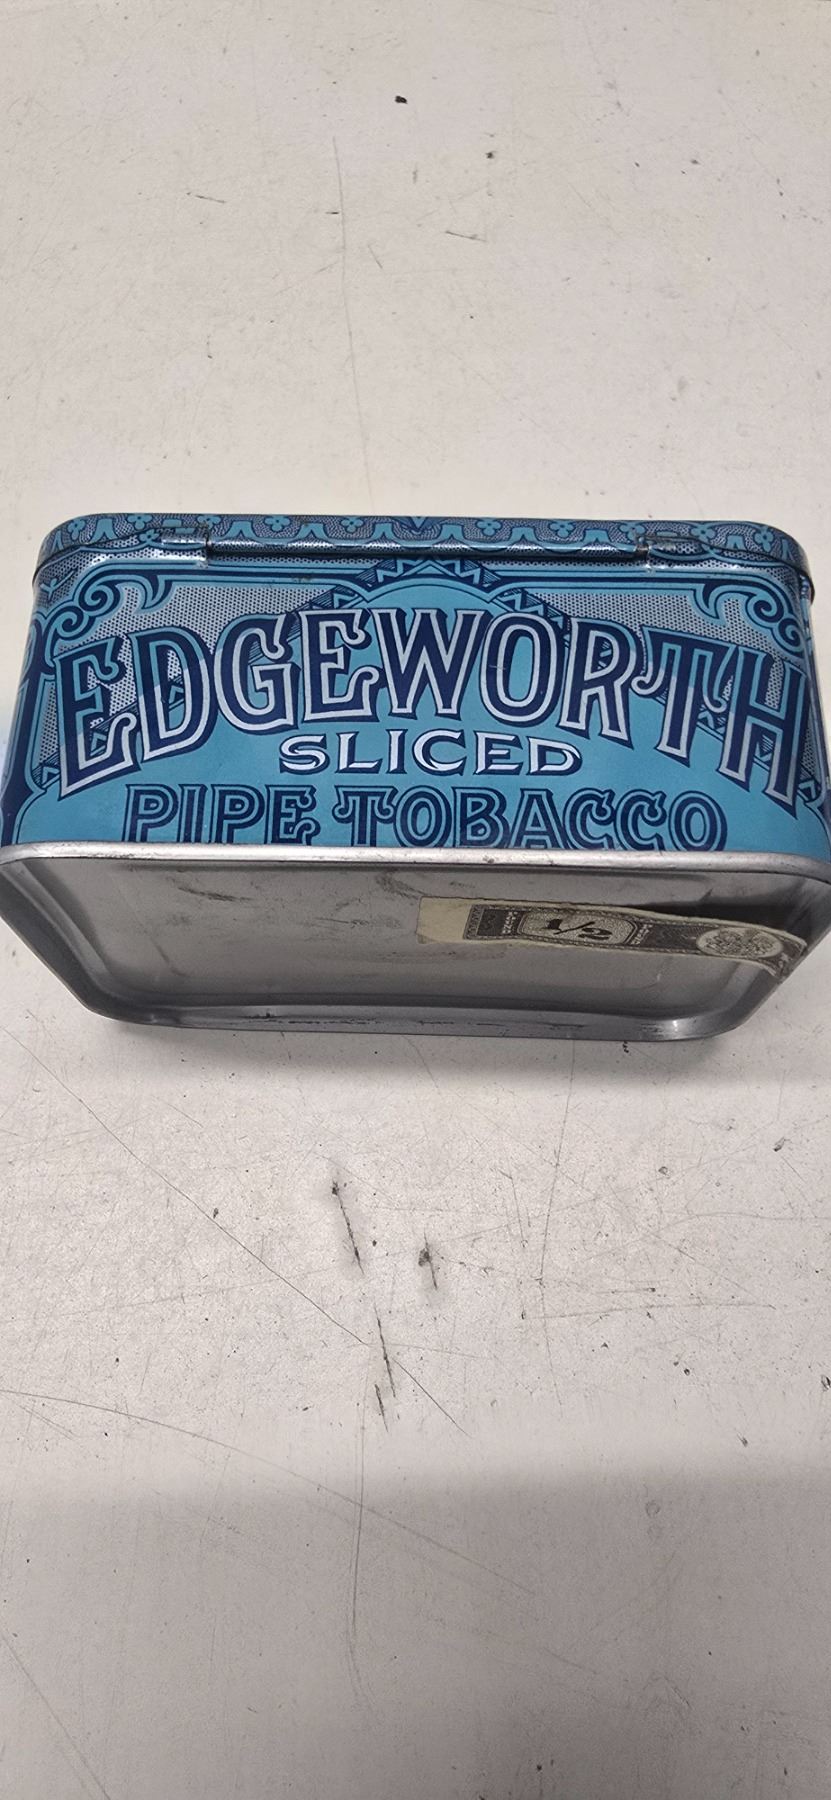 EDGEWORTH
SLICED
PIPE TOBACCO
1/2